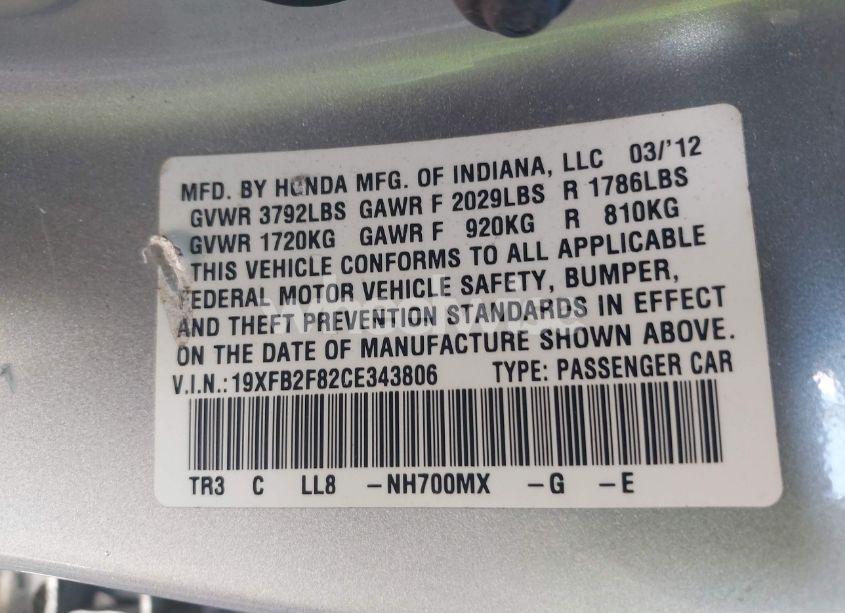 MFD. BY HONDA MFG. OF INDIANA, LLC 03/'12
GVWR 3792LBS GAWR F 2029LBS R 1786LBS
GVWR 1720KG GAWR F 920KG R 810KG
THIS VEHICLE CONFORMS TO ALL APPLICABLE
FEDERAL MOTOR VEHICLE SAFETY, BUMPER,
AND THEFT PREVENTION STANDARDS IN EFFECT
ON THE DATE OF MANUFACTURE SHOWN ABOVE.
V.I.N.: 19XFB2F82CE343806 TYPE: PASSENGER CAR
TR3 C LL8 -NH700MX -G -E